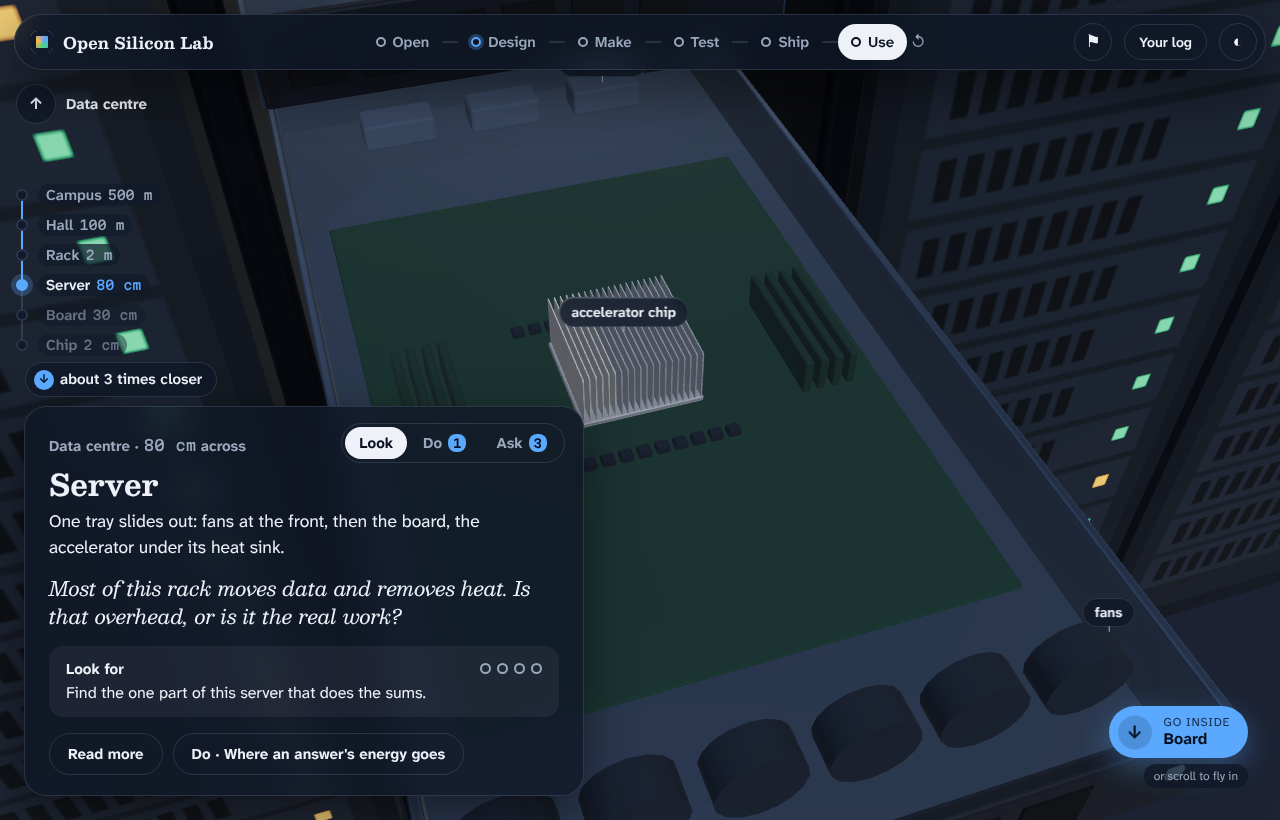 Open Silicon Lab
Open
Design
Make
Test
Ship
Use
Your log
Data centre
Campus 500 m
Hall 100 m
Rack 2 m
Server 80 cm
Board 30 cm
Chip 2 cm
about 3 times closer
accelerator chip
fans
Data centre · 80 cm across
Look
Do 1
Ask 3
Server
One tray slides out: fans at the front, then the board, the
accelerator under its heat sink.
Most of this rack moves data and removes heat. Is
that overhead, or is it the real work?
Look for
Find the one part of this server that does the sums.
Read more
Do · Where an answer's energy goes
GO INSIDE
Board
or scroll to fly in